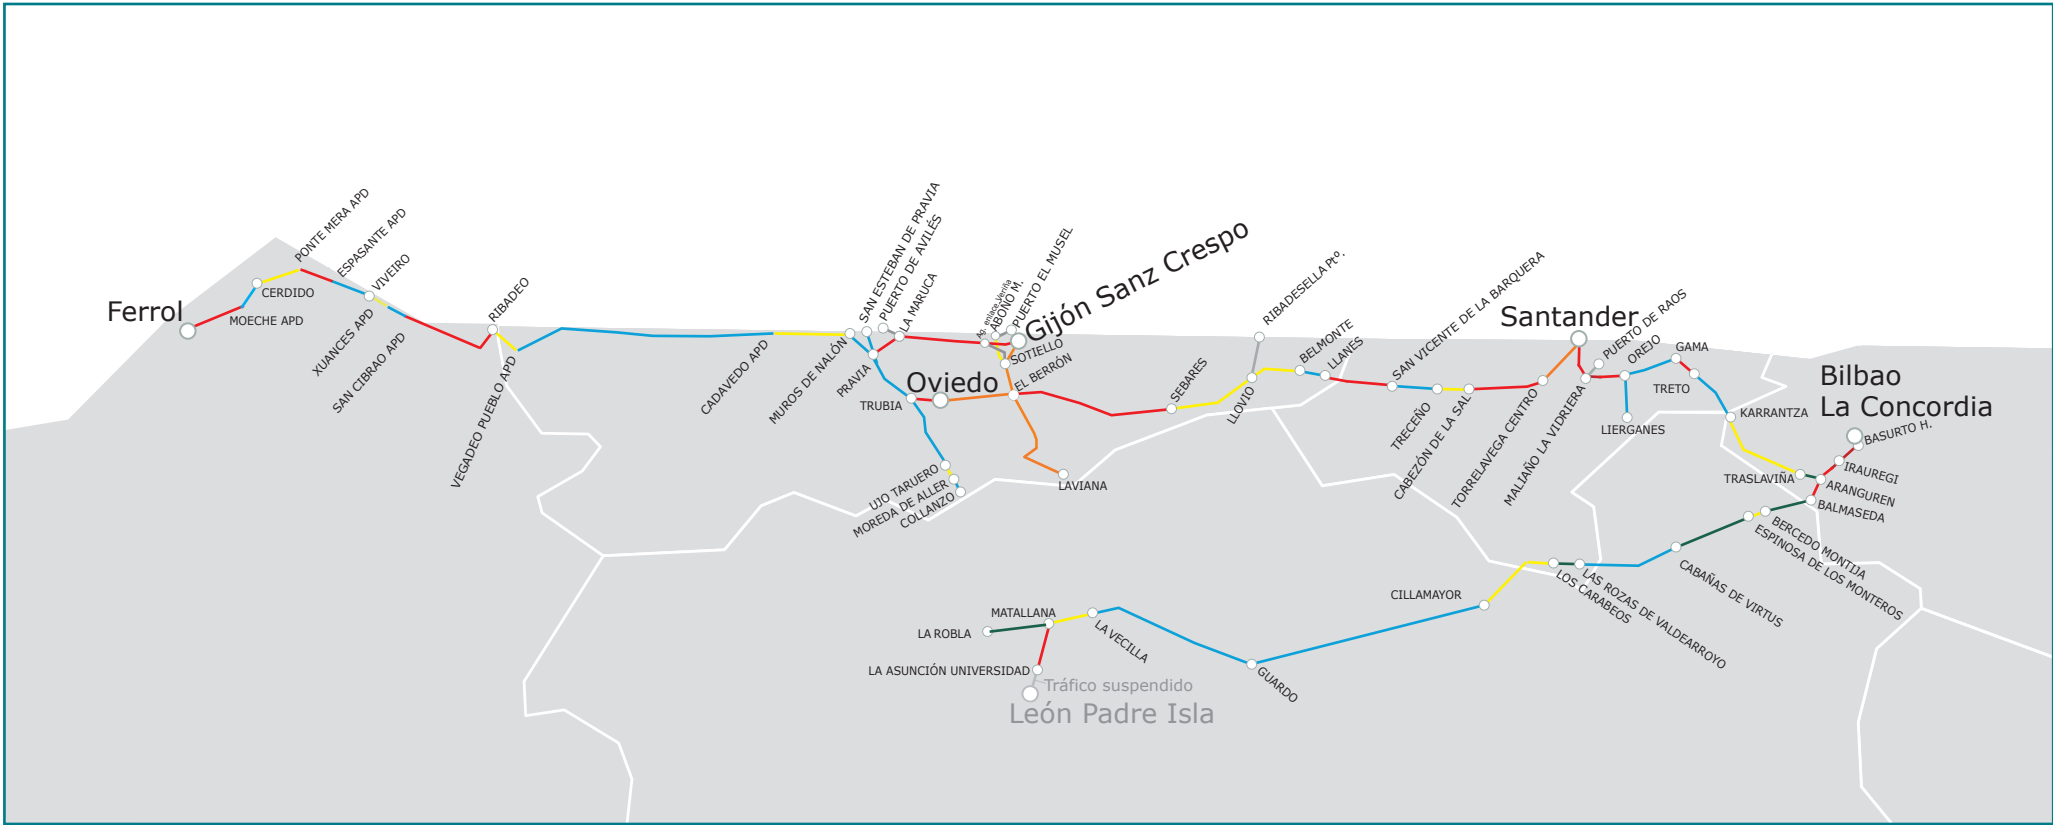 Ferrol
MOECHE APD
CERDIDO
PONTE MERA APD
ESPASANTE APD
VIVEIRO
XUANCES APD
SAN CIBRAO APD
RIBADEO
VEGADEO PUEBLO APD
CADAVEDO APD
MUROS DE NALÓN
SAN ESTEBAN DE PRAVIA
PUERTO DE AVILÉS
LA MARUCA
PRAVIA
TRUBIA
Oviedo
Ag. enlace Veriña
ABOÑO M.
PUERTO EL MUSEL
Gijón Sanz Crespo
SOTIELLO
EL BERRÓN
UJO TARUERO
MOREDA DE ALLER
COLLANZO
LAVIANA
SEBARES
LLOVIO
RIBADESELLA Ptº.
BELMONTE
LLANES
SAN VICENTE DE LA BARQUERA
TRECEÑO
CABEZÓN DE LA SAL
TORRELAVEGA CENTRO
Santander
MALIAÑO LA VIDRIERA
PUERTO DE RAOS
OREJO
LIERGANES
GAMA
TRETO
KARRANTZA
Bilbao
La Concordia
BASURTO H.
IRAUREGI
ARANGUREN
TRASLAVIÑA
BALMASEDA
BERCEDO MONTIJA
ESPINOSA DE LOS MONTEROS
CABAÑAS DE VIRTUS
LAS ROZAS DE VALDEARROYO
LOS CARABEOS
CILLAMAYOR
GUARDO
LA VECILLA
MATALLANA
LA ROBLA
LA ASUNCIÓN UNIVERSIDAD
Tráfico suspendido
León Padre Isla